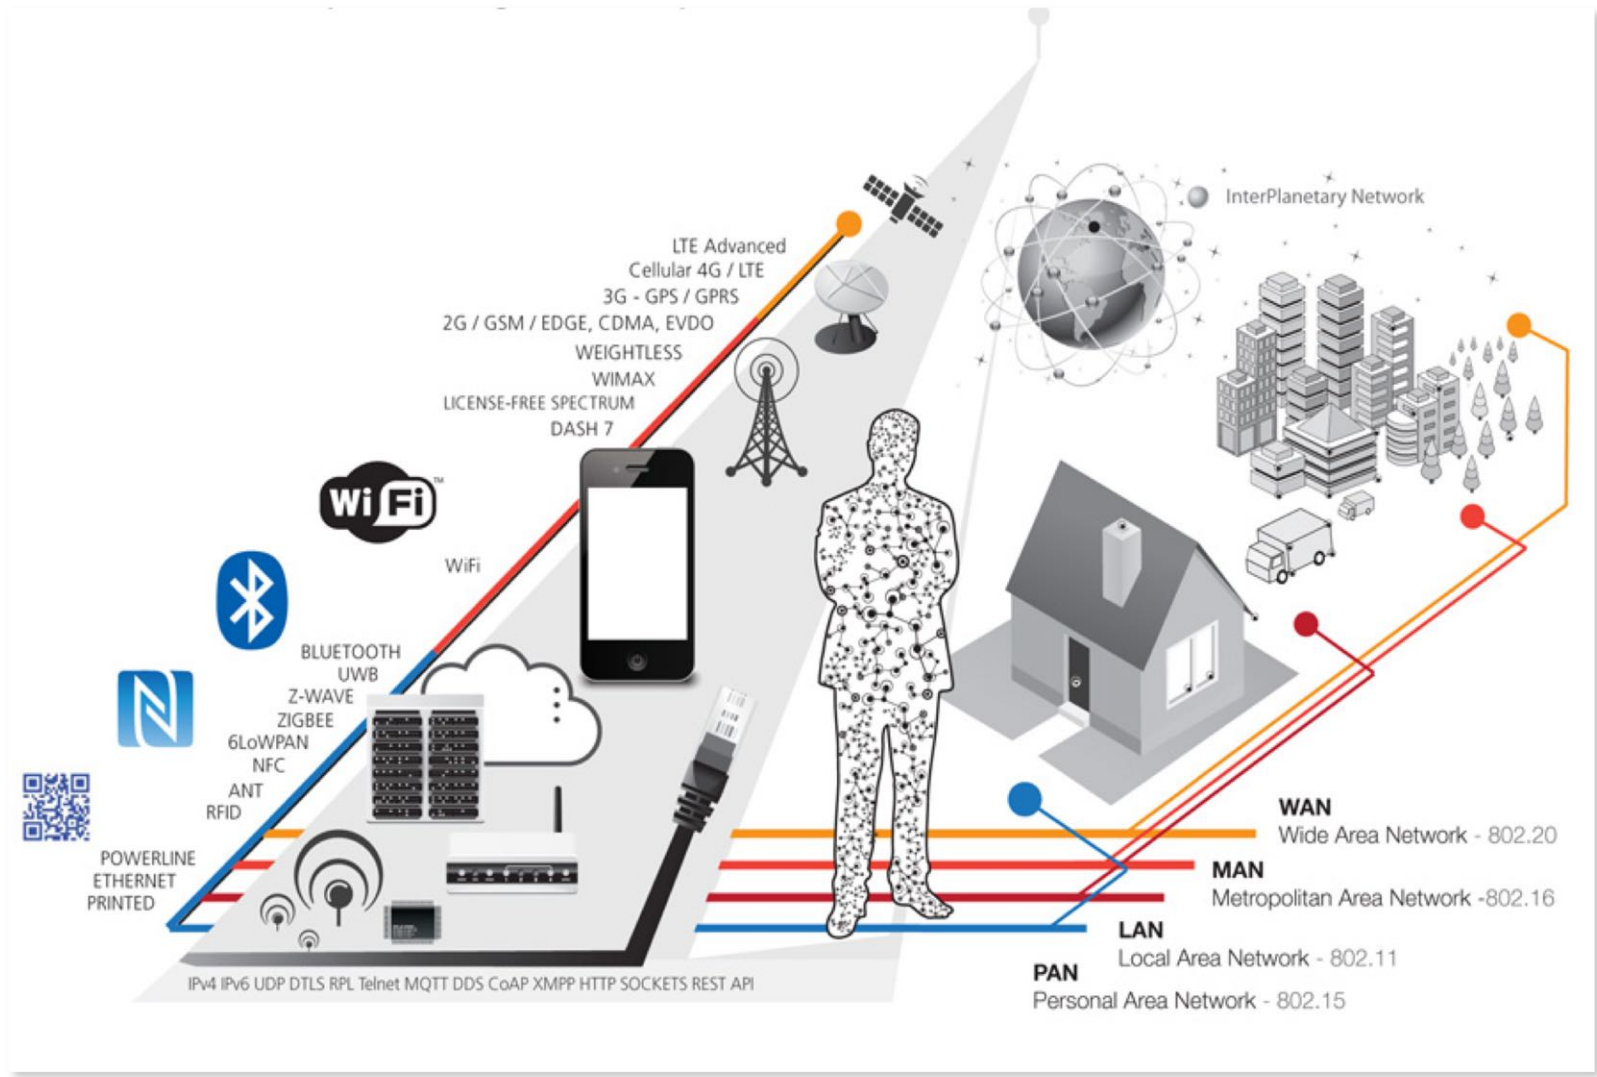 InterPlanetary Network
LTE Advanced
Cellular 4G / LTE
3G - GPS / GPRS
2G / GSM / EDGE, CDMA, EVDO
WEIGHTLESS
WIMAX
LICENSE-FREE SPECTRUM
DASH 7
WiFi™
WiFi
BLUETOOTH
UWB
Z-WAVE
ZIGBEE
6LoWPAN
NFC
ANT
RFID
POWERLINE
ETHERNET
PRINTED
WAN
Wide Area Network - 802.20
MAN
Metropolitan Area Network -802.16
LAN
Local Area Network - 802.11
PAN
Personal Area Network - 802.15
IPv4 IPv6 UDP DTLS RPL Telnet MQTT DDS CoAP XMPP HTTP SOCKETS REST API